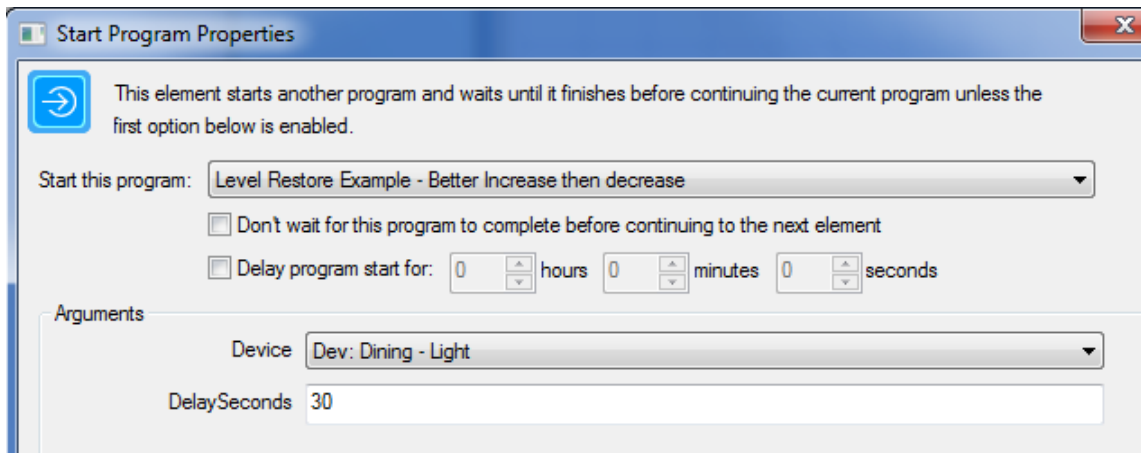 Start Program Properties
X
This element starts another program and waits until it finishes before continuing the current program unless the
first option below is enabled.
Start this program: Level Restore Example - Better Increase then decrease
Don't wait for this program to complete before continuing to the next element
Delay program start for: 0 hours 0 minutes 0 seconds
Arguments
Device Dev: Dining - Light
DelaySeconds 30